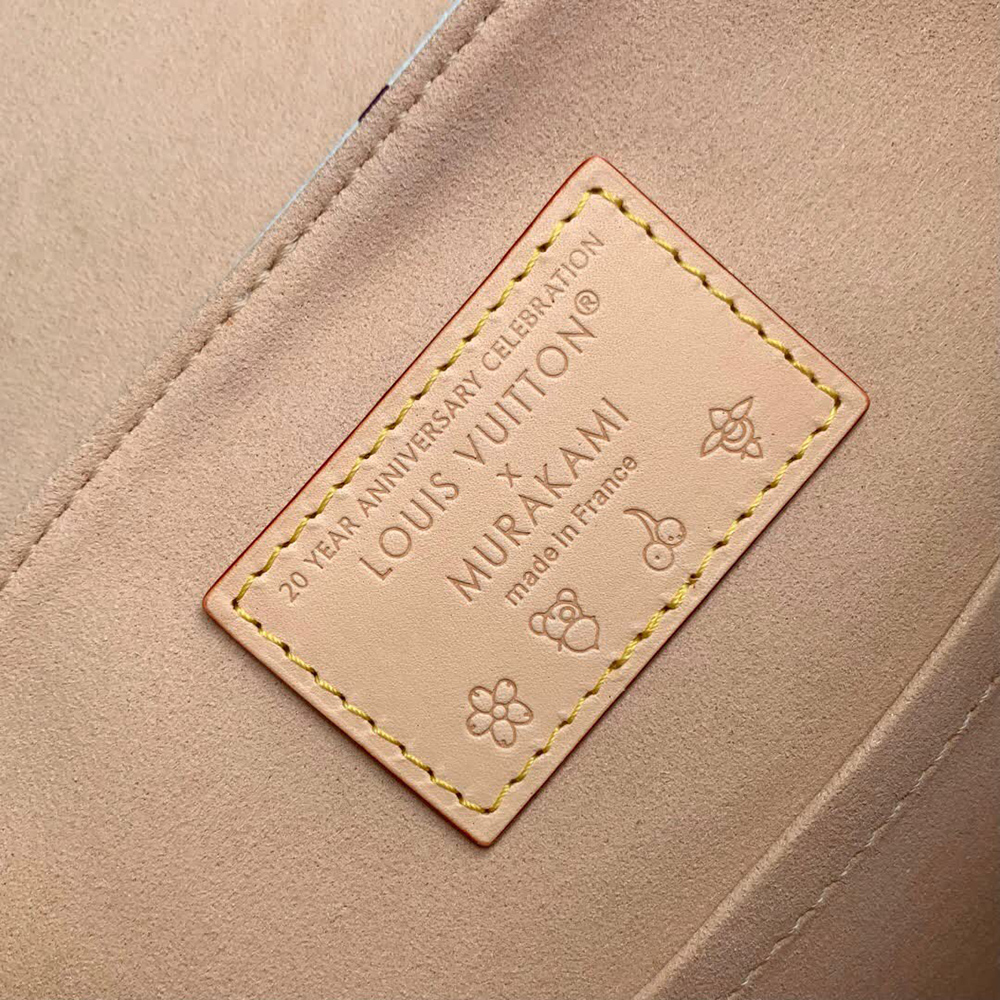 20 YEAR ANNIVERSARY CELEBRATION
LOUIS VUITTON®
x
MURAKAMI
made in France